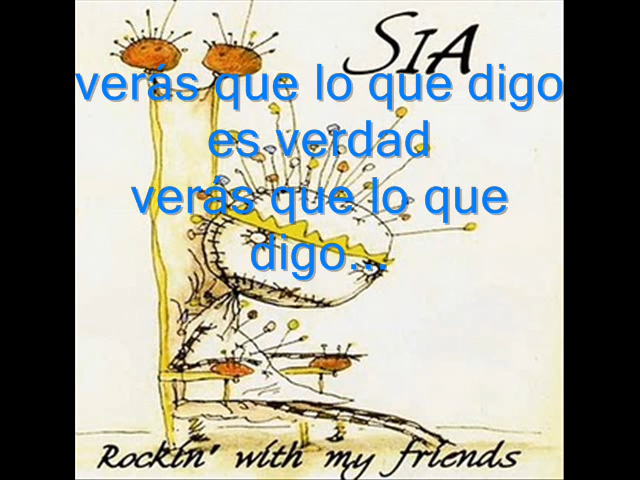 SIA
verás que lo que digo
es verdad
verás que lo que
digo...
Rockin' with my friends